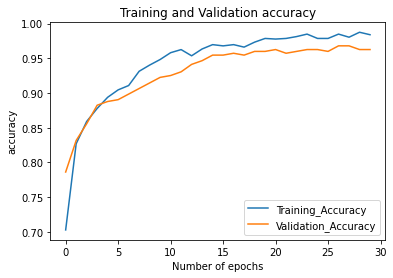 Training and Validation accuracy
1.00
0.95
0.90
0.85
0.80
0.75
0.70
accuracy
Training_Accuracy
Validation_Accuracy
0 5 10 15 20 25 30
Number of epochs